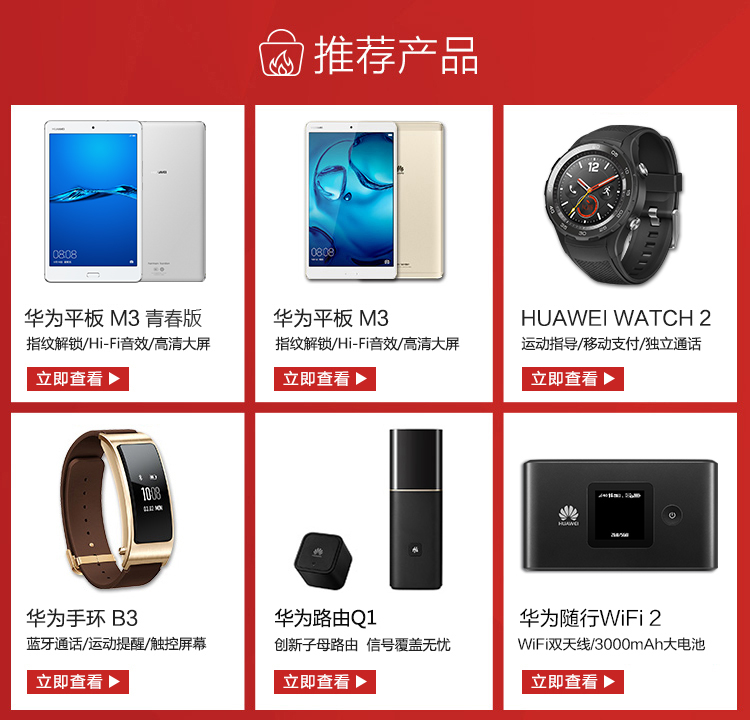 推荐产品
HUAWEI
HUAWEI
08:08
08:08
华为平板 M3 青春版
指纹解锁/Hi-Fi音效/高清大屏
立即查看
华为平板 M3
指纹解锁/Hi-Fi音效/高清大屏
立即查看
HUAWEI WATCH 2
运动指导/移动支付/独立通话
立即查看
10:08
03.02 MON
HUAWEI
华为手环 B3
蓝牙通话/运动提醒/触控屏幕
立即查看
华为路由Q1
创新子母路由 信号覆盖无忧
立即查看
华为随行WiFi 2
WiFi双天线/3000mAh大电池
立即查看